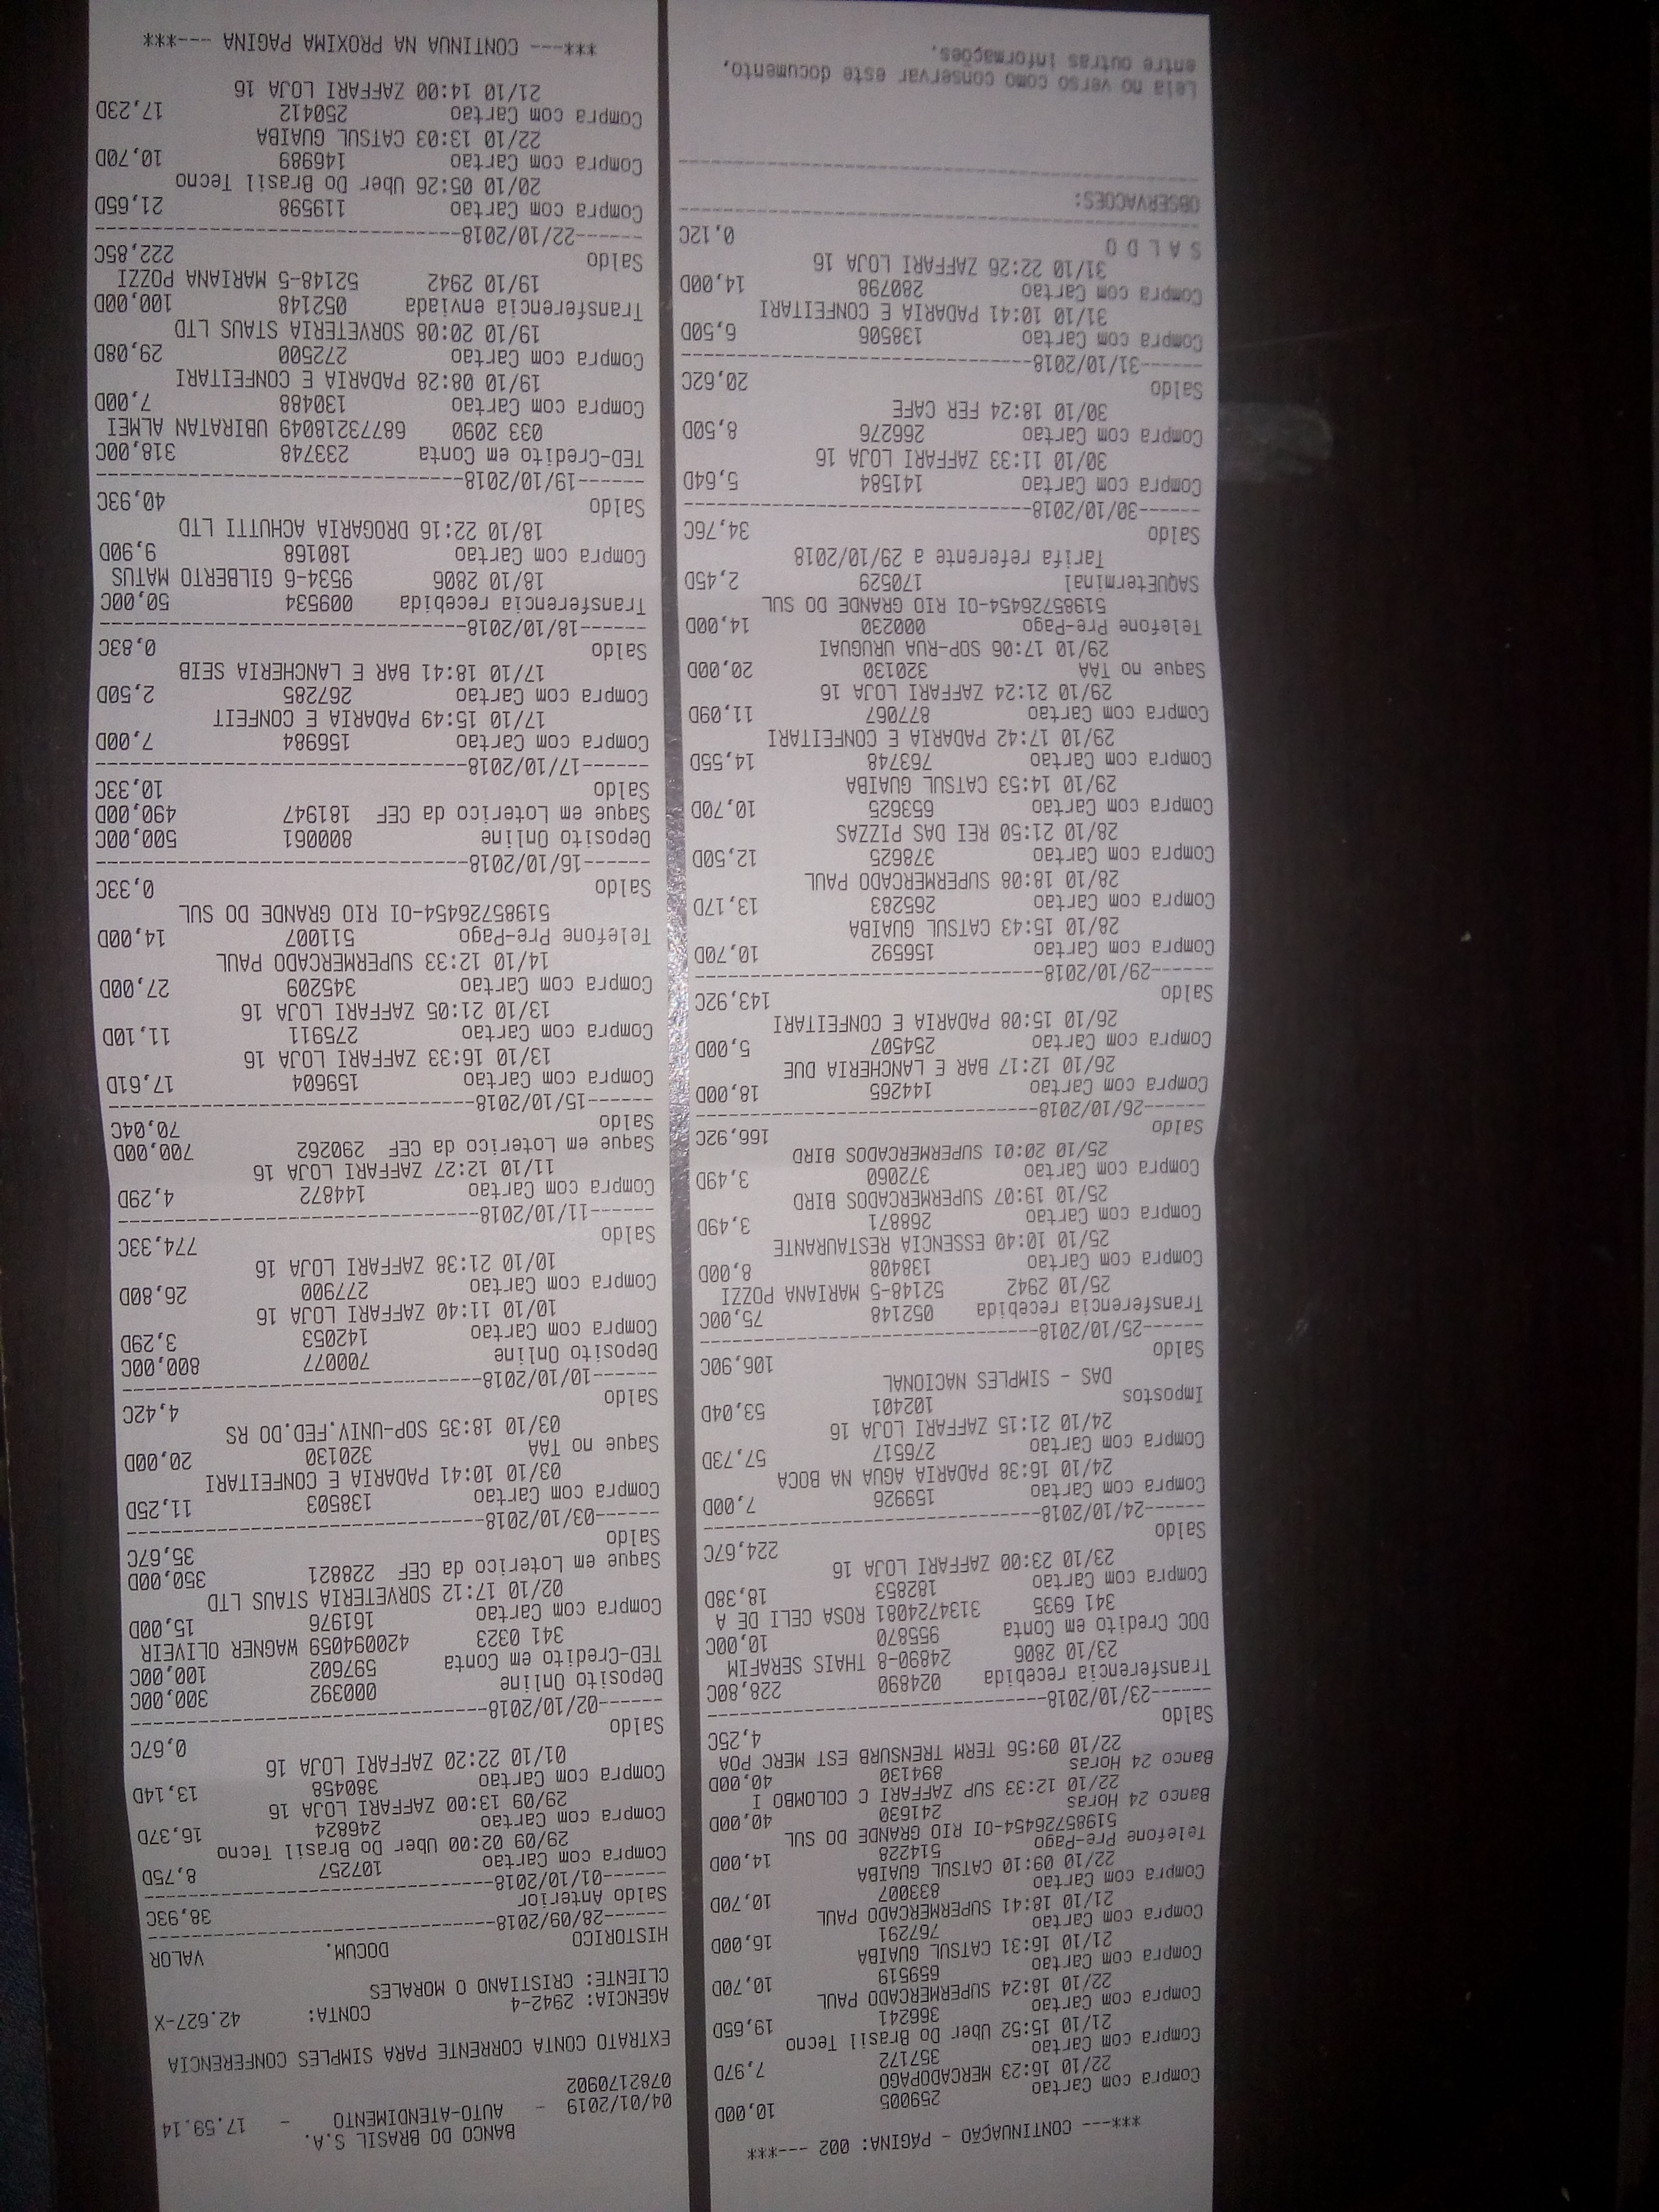 BANCO DO BRASIL S.A.
04/01/2019 - AUTO-ATENDIMENTO - 17.59.14
0782170902
EXTRATO CONTA CORRENTE PARA SIMPLES CONFERENCIA
AGENCIA: 2942-4 CONTA: 42.627-X
CLIENTE: CRISTIANO O MORALES
HISTORICO DOCUM. VALOR
------28/09/2018------
Saldo Anterior 38,93C
------01/10/2018------
Compra com Cartao 107257 8,75D
29/09 02:00 Uber Do Brasil Tecno
Compra com Cartao 246824 16,37D
29/09 13:00 ZAFFARI LOJA 16
Compra com Cartao 380458 13,14D
01/10 22:20 ZAFFARI LOJA 16
Saldo 0,67C
------02/10/2018------
Deposito Online 000392 300,00C
TED-Credito em Conta 597602 100,00C
341 0323 420094059 WAGNER OLIVEIR
Compra com Cartao 161976 15,00D
02/10 17:12 SORVETERIA STAUS LTD
Saque em Loterico da CEF 228821 350,00D
Saldo 35,67C
------03/10/2018------
Compra com Cartao 138503 11,25D
03/10 10:41 PADARIA E CONFEITARI
Saque no TAA 320130 20,00D
03/10 18:35 SOP-UNIV.FED.DO RS
Saldo 4,42C
------10/10/2018------
Deposito Online 700077 800,00C
Compra com Cartao 142053 3,29D
10/10 11:40 ZAFFARI LOJA 16
Compra com Cartao 277900 26,80D
10/10 21:38 ZAFFARI LOJA 16
Saldo 774,33C
------11/10/2018------
Compra com Cartao 144872 4,29D
11/10 12:27 ZAFFARI LOJA 16
Saque em Loterico da CEF 290262 700,00D
Saldo 70,04C
------15/10/2018------
Compra com Cartao 159604 17,61D
13/10 16:33 ZAFFARI LOJA 16
Compra com Cartao 275911 11,10D
13/10 21:05 ZAFFARI LOJA 16
Compra com Cartao 345209 27,00D
14/10 12:33 SUPERMERCADO PAUL
Telefone Pre-Pago 511007 14,00D
51985726454-OI RIO GRANDE DO SUL
Saldo 0,33C
------16/10/2018------
Deposito Online 800061 500,00C
Saque em Loterico da CEF 181947 490,00D
Saldo 10,33C
------17/10/2018------
Compra com Cartao 156984 7,00D
17/10 15:49 PADARIA E CONFEIT
Compra com Cartao 267285 2,50D
17/10 18:41 BAR E LANCHERIA SEIB
Saldo 0,83C
------18/10/2018------
Transferencia recebida 009534 50,00C
18/10 2806 9534-6 GILBERTO MATUS
Compra com Cartao 180168 9,90D
18/10 22:16 DROGARIA ACHUTTI LTD
Saldo 40,93C
------19/10/2018------
TED-Credito em Conta 233748 318,00C
033 2090 68773218049 UBIRATAN ALMEI
Compra com Cartao 130488 7,00D
19/10 08:28 PADARIA E CONFEITARI
Compra com Cartao 272500 29,08D
19/10 20:08 SORVETERIA STAUS LTD
Transferencia enviada 052148 100,00D
19/10 2942 52148-5 MARIANA POZZI
Saldo 222,85C
------22/10/2018------
Compra com Cartao 119598 21,65D
20/10 05:26 Uber Do Brasil Tecno
Compra com Cartao 146989 10,70D
22/10 13:03 CATSUL GUAIBA
Compra com Cartao 250412 17,23D
21/10 14:00 ZAFFARI LOJA 16
***--- CONTINUA NA PROXIMA PAGINA ---***
***--- CONTINUAÇÃO - PÁGINA: 002 ---***
Compra com Cartao 259005 10,00D
22/10 16:23 MERCADOPAGO
Compra com Cartao 357172 7,97D
21/10 15:52 Uber Do Brasil Tecno
Compra com Cartao 366241 19,65D
22/10 18:24 SUPERMERCADO PAUL
Compra com Cartao 659519 10,70D
21/10 16:31 CATSUL GUAIBA
Compra com Cartao 767291 16,00D
21/10 18:41 SUPERMERCADO PAUL
Compra com Cartao 833007 10,70D
22/10 09:10 CATSUL GUAIBA
Telefone Pre-Pago 514228 14,00D
51985726454-OI RIO GRANDE DO SUL
Banco 24 Horas 241630 40,00D
22/10 12:33 SUP ZAFFARI C COLOMBO I
Banco 24 Horas 894130 40,00D
22/10 09:56 TERM TRENSURB EST MERC POA
Saldo 4,25C
------23/10/2018------
Transferencia recebida 024890 228,80C
23/10 2806 24890-8 THAIS SERAFIM
DOC Credito em Conta 955870 10,00C
341 6935 3134724081 ROSA CELI DE A
Compra com Cartao 182853 18,38D
23/10 23:00 ZAFFARI LOJA 16
Saldo 224,67C
------24/10/2018------
Compra com Cartao 159926 7,00D
24/10 16:38 PADARIA AGUA NA BOCA
Compra com Cartao 276517 57,73D
24/10 21:15 ZAFFARI LOJA 16
Impostos 102401 53,04D
DAS - SIMPLES NACIONAL
Saldo 106,90C
------25/10/2018------
Transferencia recebida 052148 75,00C
25/10 2942 52148-5 MARIANA POZZI
Compra com Cartao 138408 8,00D
25/10 10:40 ESSENCIA RESTAURANTE
Compra com Cartao 268871 3,49D
25/10 19:07 SUPERMERCADOS BIRD
Compra com Cartao 372060 3,49D
25/10 20:01 SUPERMERCADOS BIRD
Saldo 166,92C
------26/10/2018------
Compra com Cartao 144265 18,00D
26/10 12:17 BAR E LANCHERIA DUE
Compra com Cartao 254507 5,00D
26/10 15:08 PADARIA E CONFEITARI
Saldo 143,92C
------29/10/2018------
Compra com Cartao 156592 10,70D
28/10 15:43 CATSUL GUAIBA
Compra com Cartao 265283 13,17D
28/10 18:08 SUPERMERCADO PAUL
Compra com Cartao 378625 12,50D
28/10 21:50 REI DAS PIZZAS
Compra com Cartao 653625 10,70D
29/10 14:53 CATSUL GUAIBA
Compra com Cartao 763748 14,55D
29/10 17:42 PADARIA E CONFEITARI
Compra com Cartao 877067 11,09D
29/10 21:24 ZAFFARI LOJA 16
Saque no TAA 320130 20,00D
29/10 17:06 SOP-RUA URUGUAI
Telefone Pre-Pago 000230 14,00D
51985726454-OI RIO GRANDE DO SUL
SAQUEterminal 170529 2,45D
Tarifa referente a 29/10/2018
Saldo 34,76C
------30/10/2018------
Compra com Cartao 141584 5,64D
30/10 11:33 ZAFFARI LOJA 16
Compra com Cartao 266276 8,50D
30/10 18:24 FER CAFE
Saldo 20,62C
------31/10/2018------
Compra com Cartao 138506 6,50D
31/10 10:41 PADARIA E CONFEITARI
Compra com Cartao 280798 14,00D
31/10 22:26 ZAFFARI LOJA 16
S A L D O 0,12C
OBSERVACOES:
Leia no verso como conservar este documento,
entre outras informações.